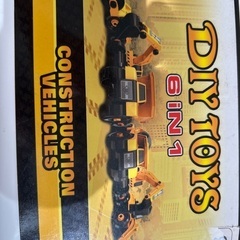 DIY TOYS
6 iN 1
CONSTRUCTION
VEHICLES